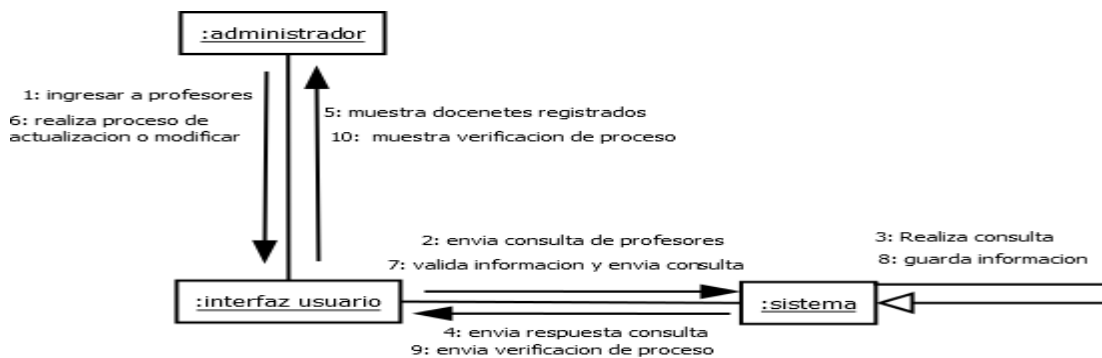 :administrador
1: ingresar a profesores
6: realiza proceso de
actualizacion o modificar
5: muestra docenetes registrados
10: muestra verificacion de proceso
2: envia consulta de profesores
7: valida informacion y envia consulta
3: Realiza consulta
8: guarda informacion
:interfaz usuario
:sistema
4: envia respuesta consulta
9: envia verificacion de proceso